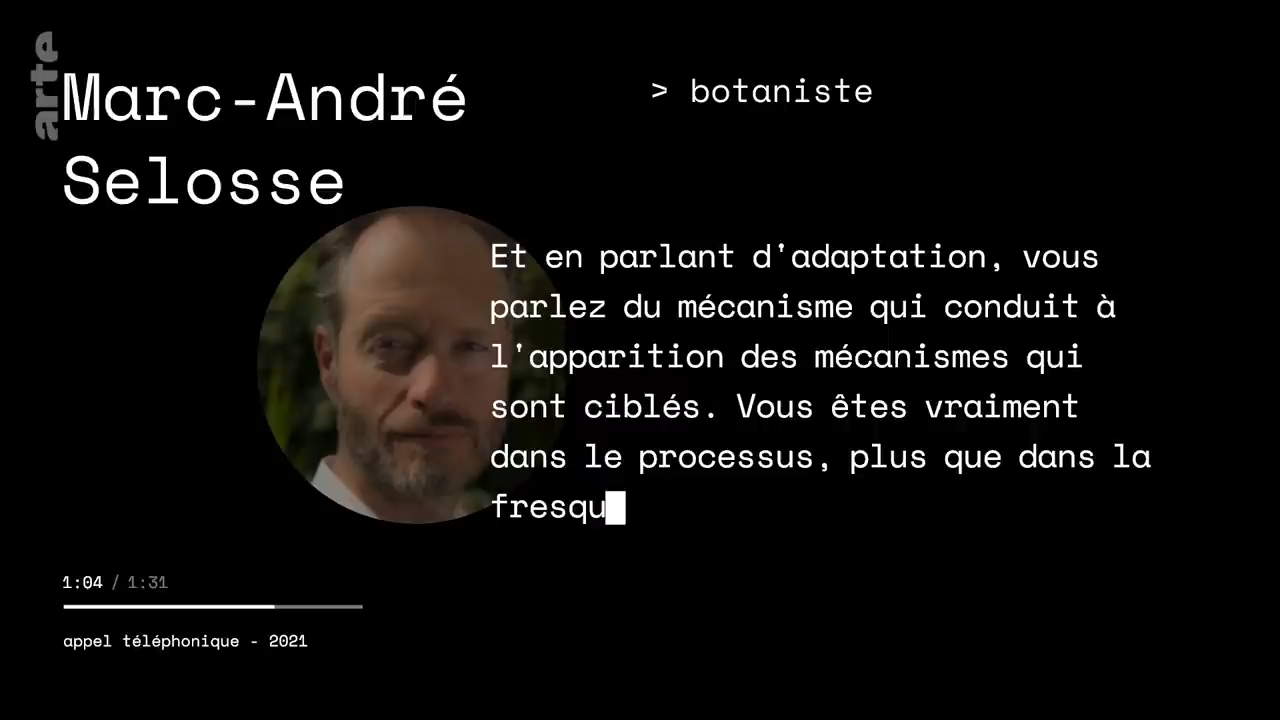 arte
Marc-André
Selosse
> botaniste
Et en parlant d'adaptation, vous
parlez du mécanisme qui conduit à
l'apparition des mécanismes qui
sont ciblés. Vous êtes vraiment
dans le processus, plus que dans la
fresqu
1:04 / 1:31
appel téléphonique - 2021